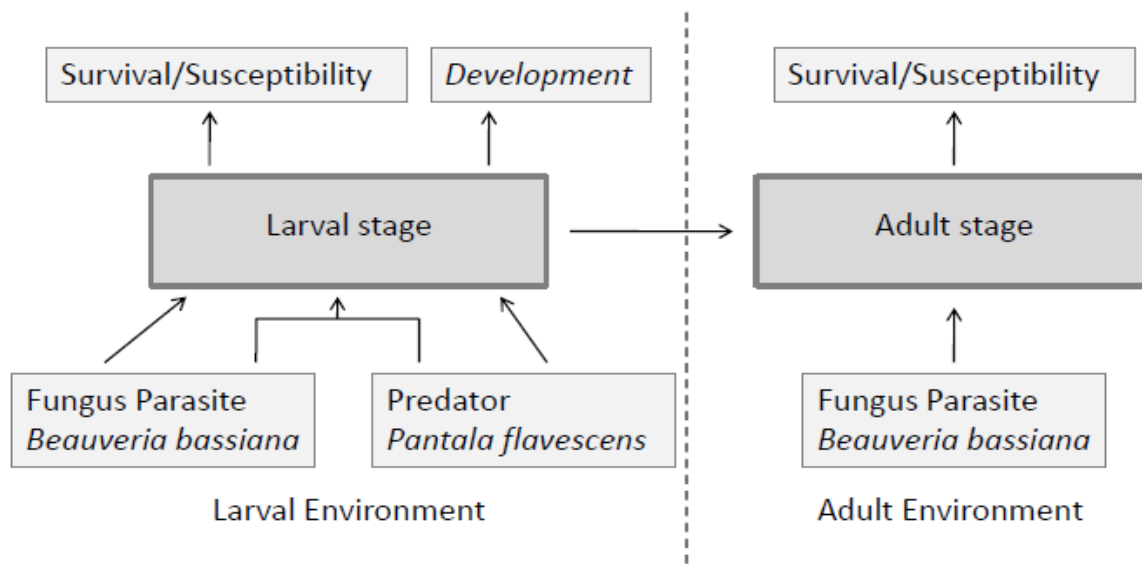 Survival/Susceptibility
Development
Survival/Susceptibility
Larval stage
Adult stage
Fungus Parasite
Beauveria bassiana
Predator
Pantala flavescens
Fungus Parasite
Beauveria bassiana
Larval Environment
Adult Environment